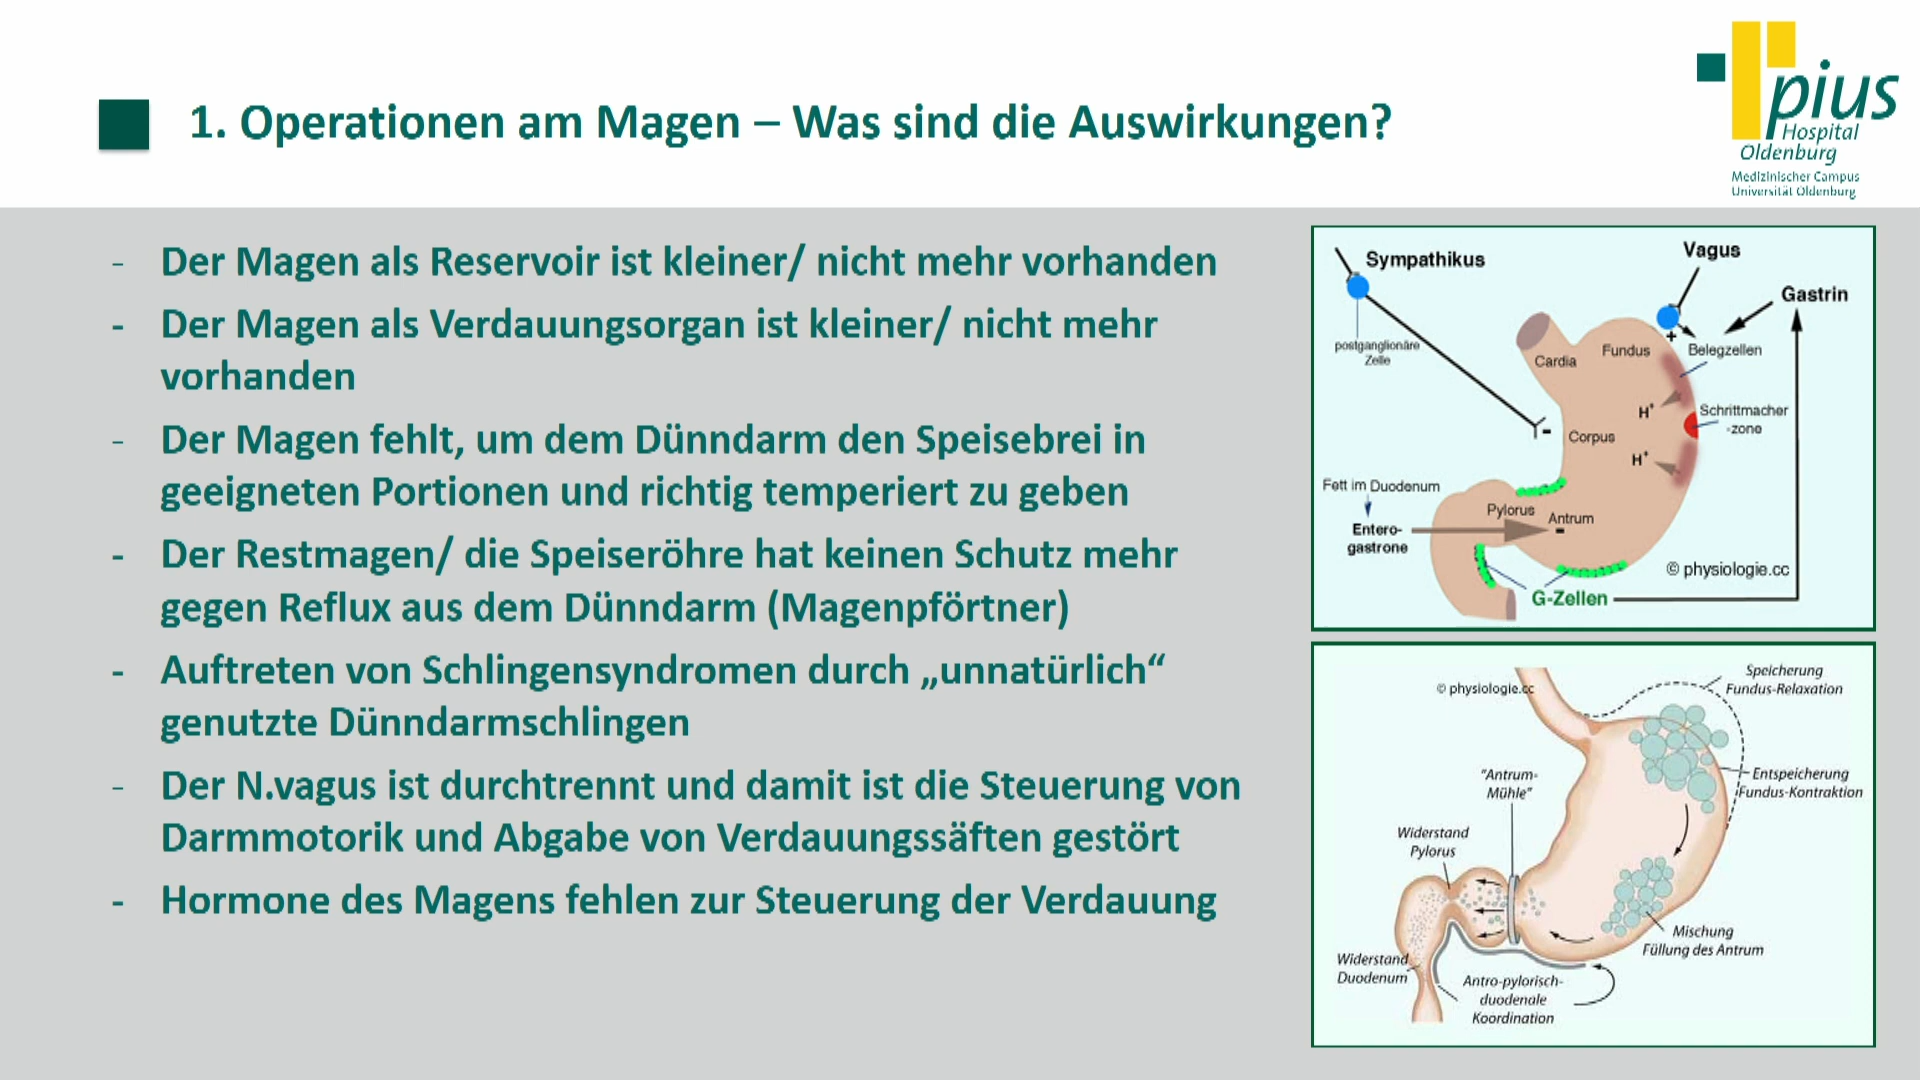 1. Operationen am Magen – Was sind die Auswirkungen?
pius
Hospital
Oldenburg
Medizinischer Campus
Universität Oldenburg
- Der Magen als Reservoir ist kleiner/ nicht mehr vorhanden
- Der Magen als Verdauungsorgan ist kleiner/ nicht mehr
vorhanden
- Der Magen fehlt, um dem Dünndarm den Speisebrei in
geeigneten Portionen und richtig temperiert zu geben
- Der Restmagen/ die Speiseröhre hat keinen Schutz mehr
gegen Reflux aus dem Dünndarm (Magenpförtner)
- Auftreten von Schlingensyndromen durch „unnatürlich“
genutzte Dünndarmschlingen
- Der N.vagus ist durchtrennt und damit ist die Steuerung von
Darmmotorik und Abgabe von Verdauungssäften gestört
- Hormone des Magens fehlen zur Steuerung der Verdauung
Sympathikus
Vagus
Gastrin
postganglionäre
Zelle
Cardia
Fundus
+
Belegzellen
H+
Schrittmacher
-zone
-
Corpus
H+
Fett im Duodenum
Pylorus
Antrum
-
Entero-
gastrone
© physiologie.cc
G-Zellen
© physiologie.cc
Speicherung
Fundus-Relaxation
"Antrum-
Mühle"
Entspeicherung
Fundus-Kontraktion
Widerstand
Pylorus
Mischung
Füllung des Antrum
Widerstand
Duodenum
Antro-pylorisch-
duodenale
Koordination